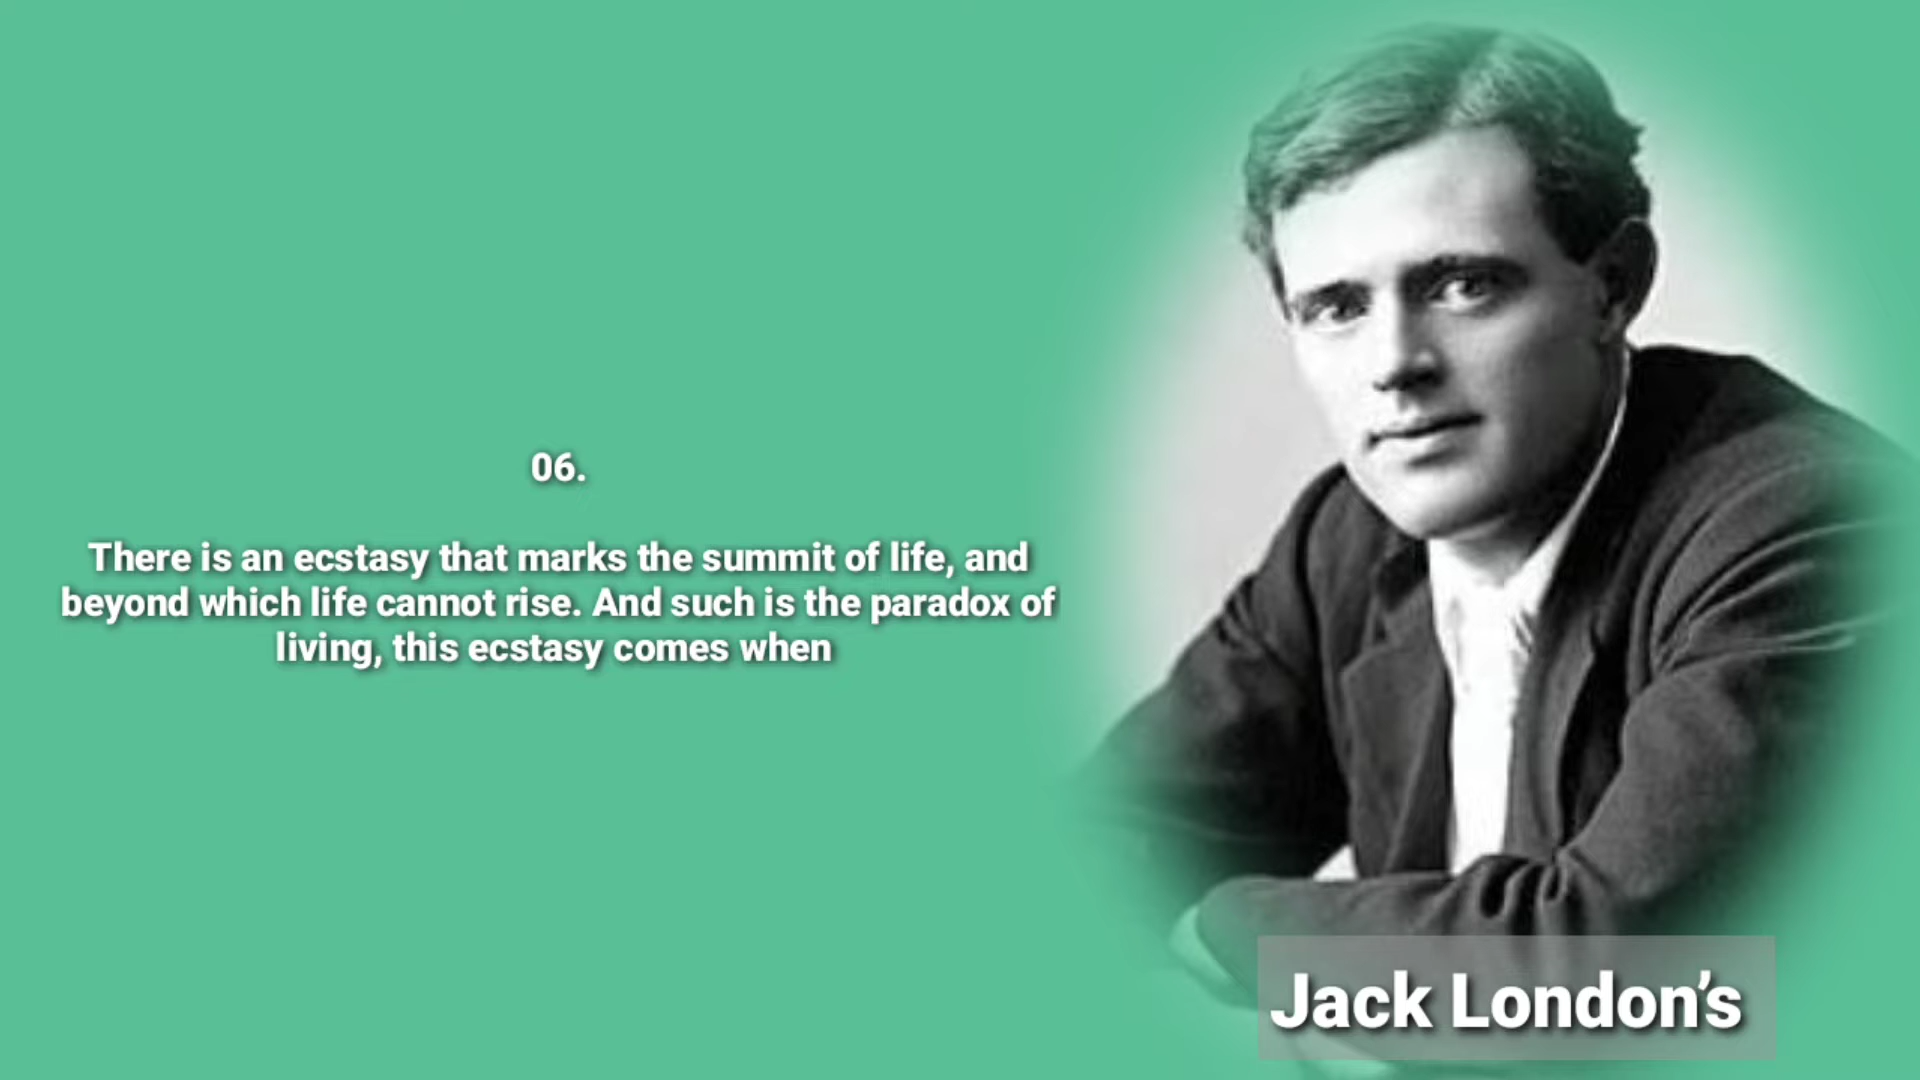 06.
There is an ecstasy that marks the summit of life, and
beyond which life cannot rise. And such is the paradox of
living, this ecstasy comes when
Jack London’s